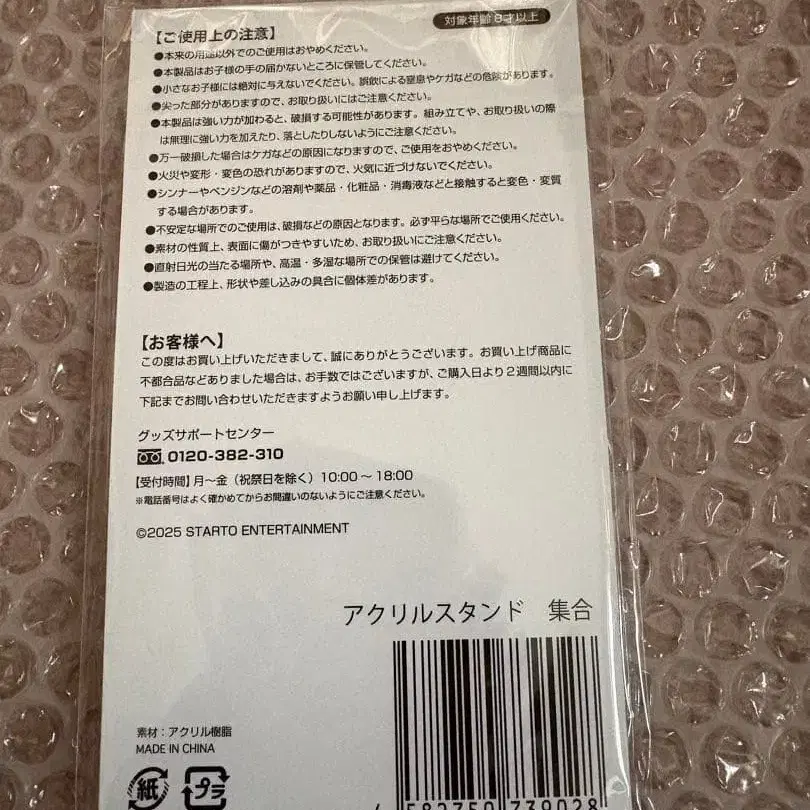 対象年齢8才以上
【ご使用上の注意】
●本来の用途以外でのご使用はおやめください。
●本製品はお子様の手の届かないところに保管してください。
●小さなお子様には絶対に与えないでください。誤飲による窒息やケガなどの危険があります。
●尖った部分がありますので、お取り扱いにはご注意ください。
●本製品は強い力が加わると、破損する可能性があります。組み立てや、お取り扱いの際
は無理に強い力を加えたり、落としたりしないようにご注意ください。
●万一破損した場合はケガなどの原因になりますので、ご使用をおやめください。
●火災や変形・変色の恐れがありますので、火気に近づけないでください。
●シンナーやベンジンなどの溶剤や薬品・化粧品・消毒液などと接触すると変色・変質
する場合があります。
●不安定な場所でのご使用は、破損などの原因となります。必ず平らな場所でご使用ください。
●素材の性質上、表面に傷がつきやすいため、お取り扱いにご注意ください。
●直射日光の当たる場所や、高温・多湿な場所での保管は避けてください。
●製造の工程上、形状や差し込みの具合に個体差があります。
【お客様へ】
この度はお買い上げいただきまして、誠にありがとうございます。お買い上げ商品に
不都合品などありました場合は、お手数ではございますが、ご購入日より2週間以内に
下記までお問い合わせいただきますようお願い申し上げます。
グッズサポートセンター
0120-382-310
【受付時間】月～金（祝祭日を除く）10:00～18:00
※電話番号はよく確かめてからお間違いのないようにご注意ください。
©2025 STARTO ENTERTAINMENT
アクリルスタンド 集合
素材：アクリル樹脂
MADE IN CHINA
紙 プラ
4 582750 739028